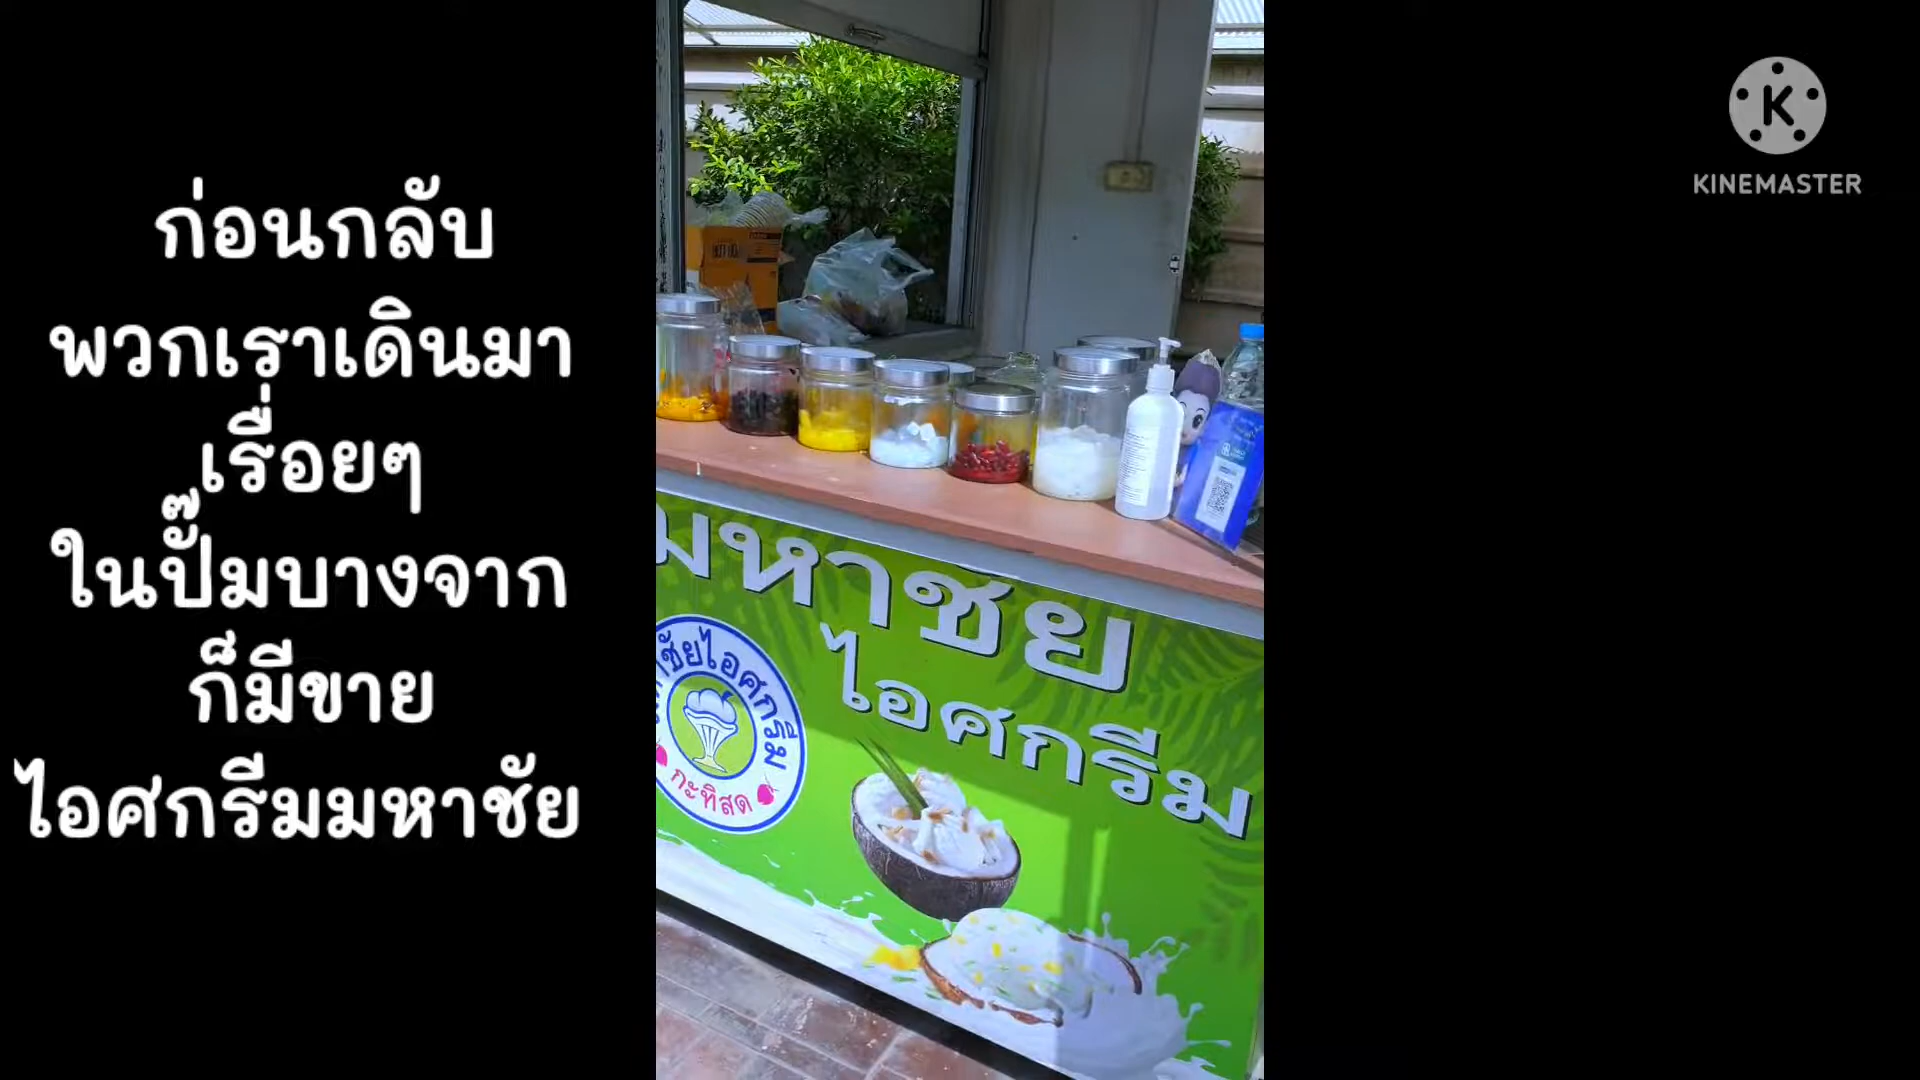 ก่อนกลับ
พวกเราเดินมา
เรื่อยๆ
ในปั๊มบางจาก
ก็มีขาย
ไอศกรีมมหาชัย
KINEMASTER
มหาชัย
ไอศกรีม
ชัยไอศกรีม
กะทิสด